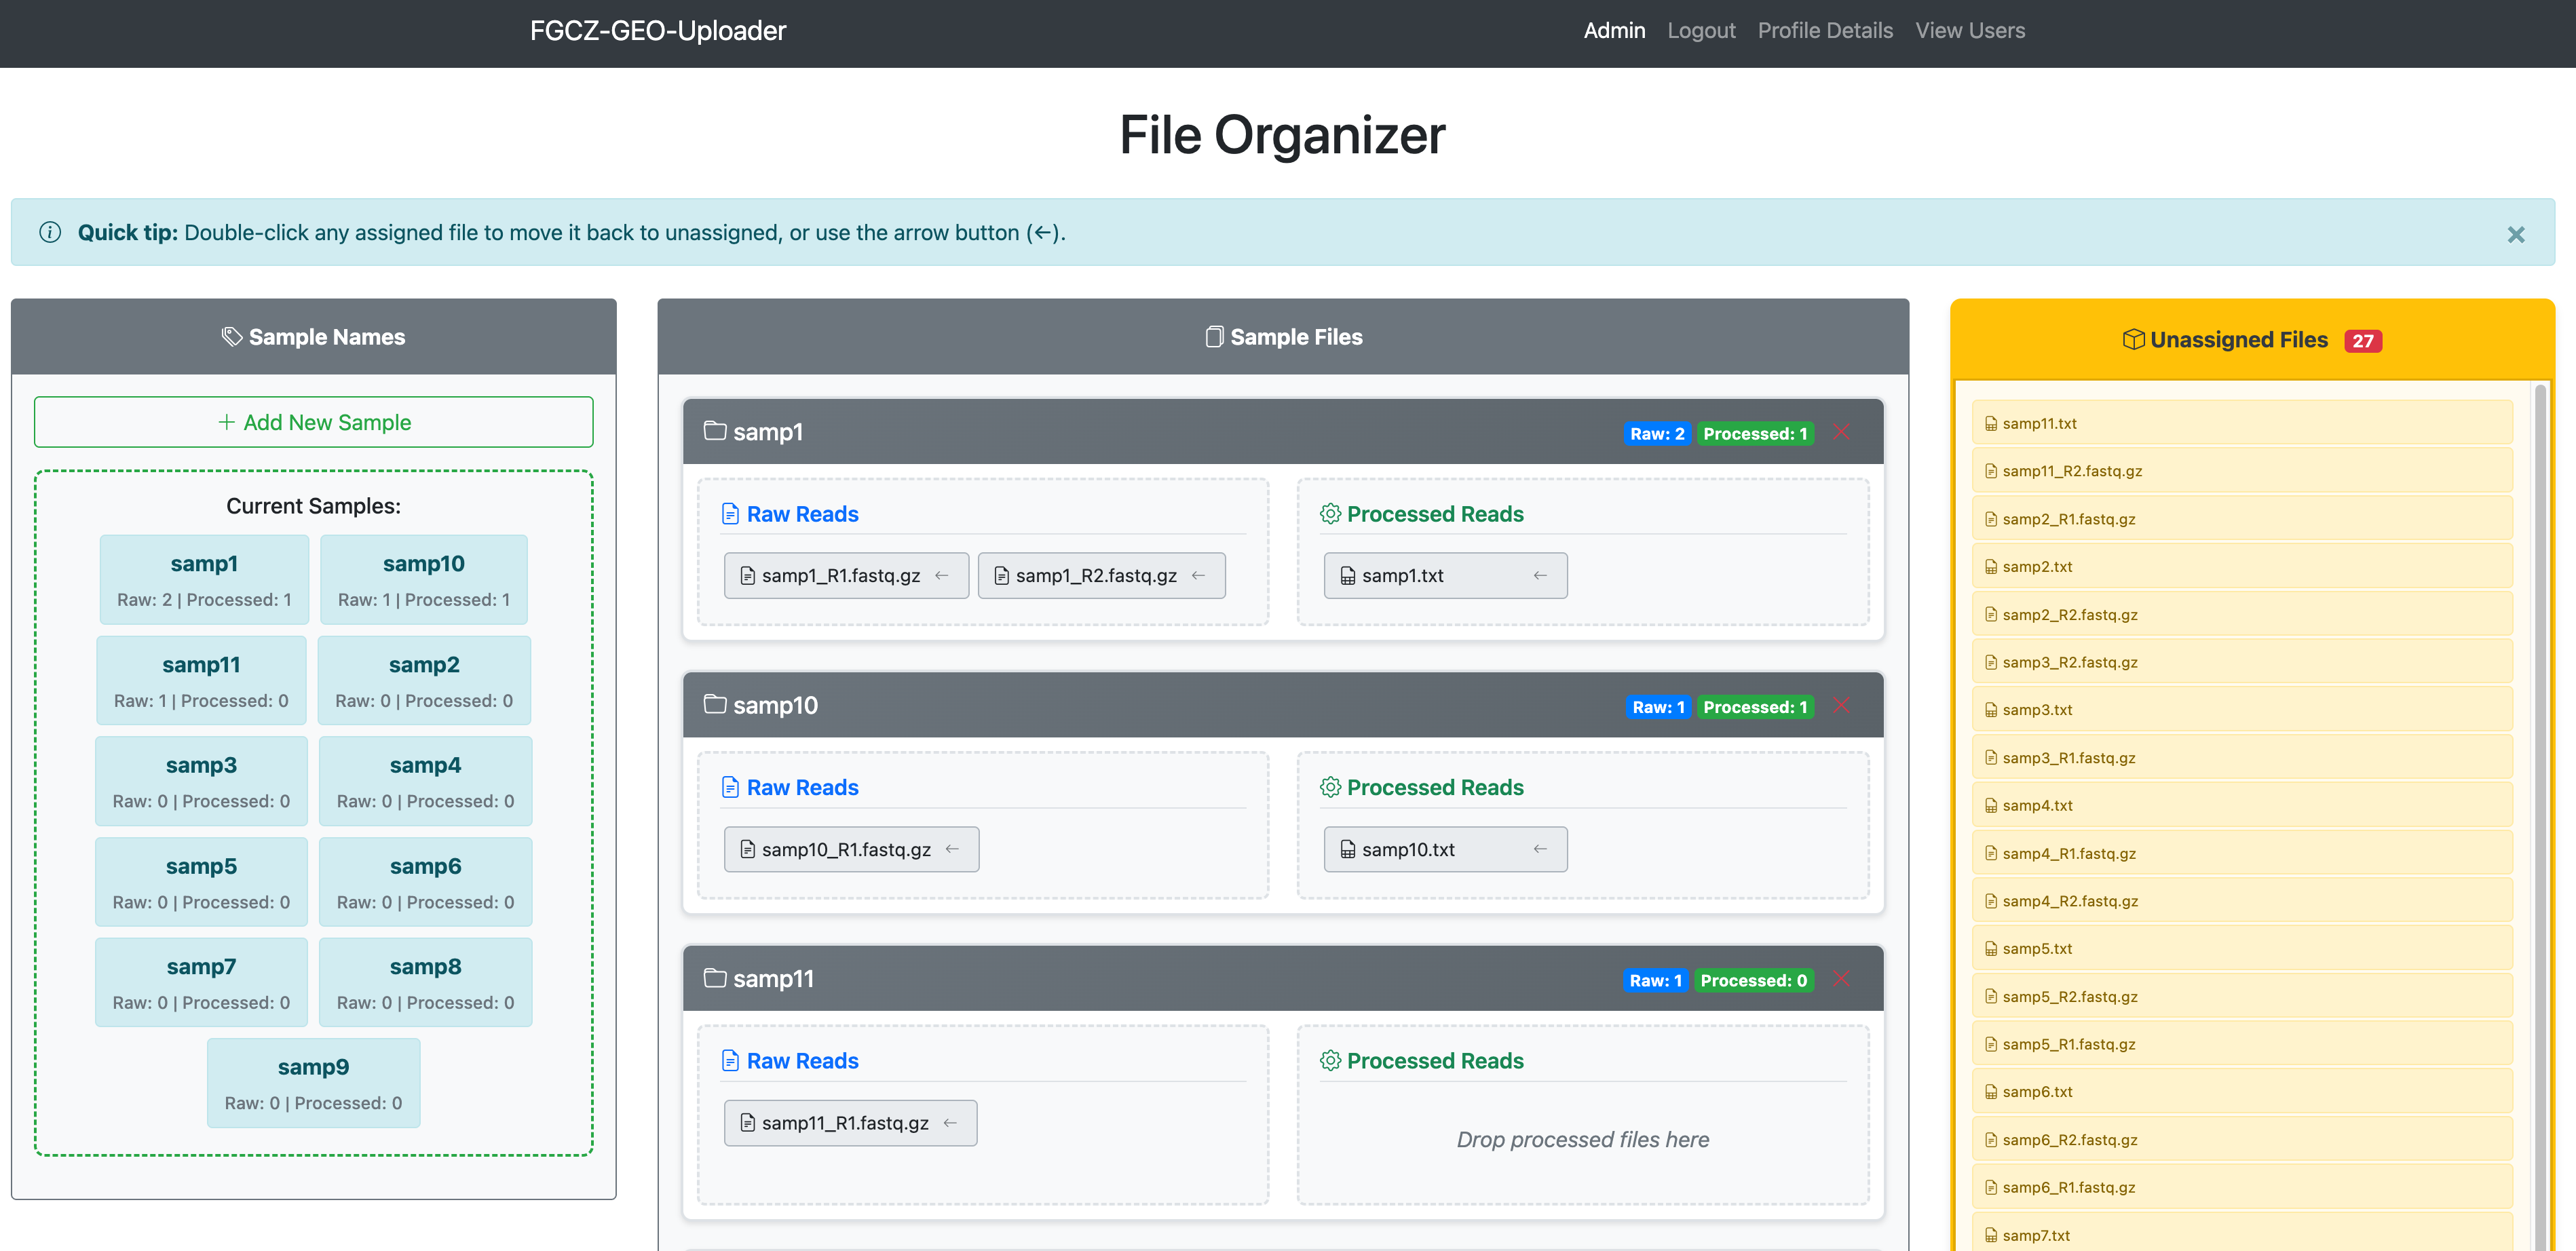 FGCZ-GEO-Uploader
Admin Logout Profile Details View Users
File Organizer
Quick tip: Double-click any assigned file to move it back to unassigned, or use the arrow button (←).
Sample Names
+ Add New Sample
Current Samples:
samp1
Raw: 2 | Processed: 1
samp10
Raw: 1 | Processed: 1
samp11
Raw: 1 | Processed: 0
samp2
Raw: 0 | Processed: 0
samp3
Raw: 0 | Processed: 0
samp4
Raw: 0 | Processed: 0
samp5
Raw: 0 | Processed: 0
samp6
Raw: 0 | Processed: 0
samp7
Raw: 0 | Processed: 0
samp8
Raw: 0 | Processed: 0
samp9
Raw: 0 | Processed: 0
Sample Files
samp1 Raw: 2 Processed: 1
Raw Reads
samp1_R1.fastq.gz ← samp1_R2.fastq.gz ←
Processed Reads
samp1.txt ←
samp10 Raw: 1 Processed: 1
Raw Reads
samp10_R1.fastq.gz ←
Processed Reads
samp10.txt ←
samp11 Raw: 1 Processed: 0
Raw Reads
samp11_R1.fastq.gz ←
Processed Reads
Drop processed files here
Unassigned Files 27
samp11.txt
samp11_R2.fastq.gz
samp2_R1.fastq.gz
samp2.txt
samp2_R2.fastq.gz
samp3_R2.fastq.gz
samp3.txt
samp3_R1.fastq.gz
samp4.txt
samp4_R1.fastq.gz
samp4_R2.fastq.gz
samp5.txt
samp5_R2.fastq.gz
samp5_R1.fastq.gz
samp6.txt
samp6_R2.fastq.gz
samp6_R1.fastq.gz
samp7.txt